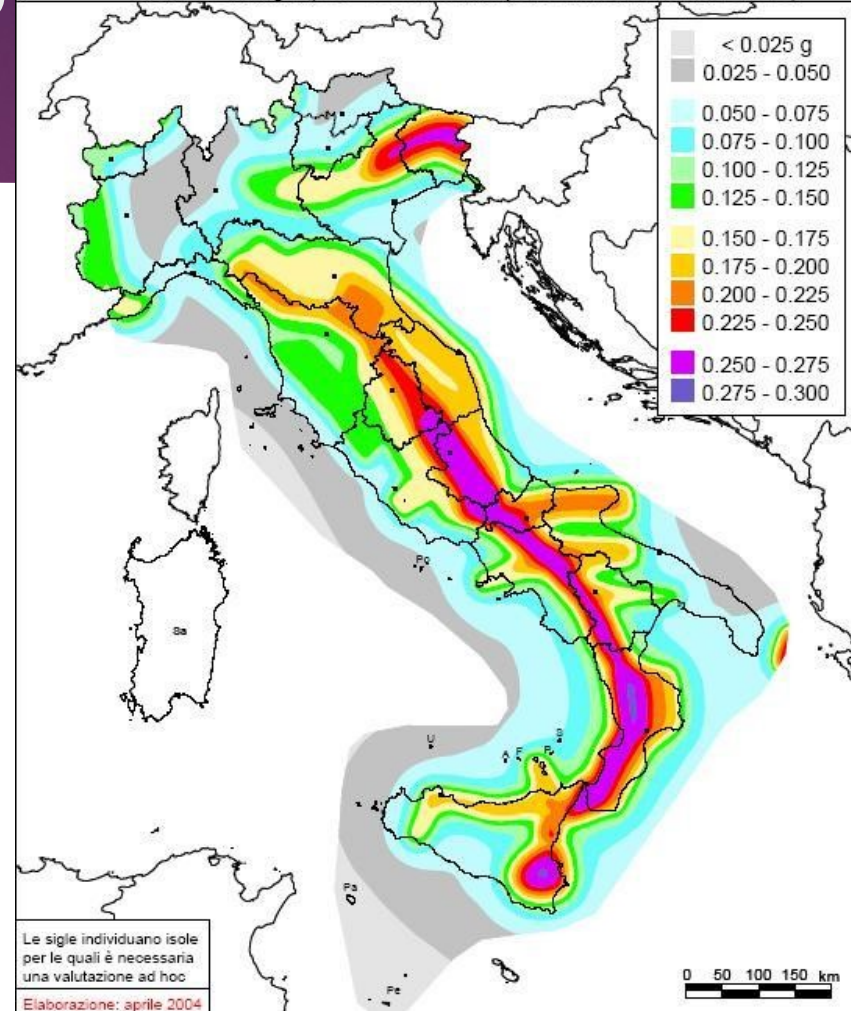 < 0.025 g
0.025 - 0.050
0.050 - 0.075
0.075 - 0.100
0.100 - 0.125
0.125 - 0.150
0.150 - 0.175
0.175 - 0.200
0.200 - 0.225
0.225 - 0.250
0.250 - 0.275
0.275 - 0.300
Po
Sa
U
A
F
P
S
Pa
Pe
Le sigle individuano isole
per le quali è necessaria
una valutazione ad hoc
Elaborazione: aprile 2004
0 50 100 150 km